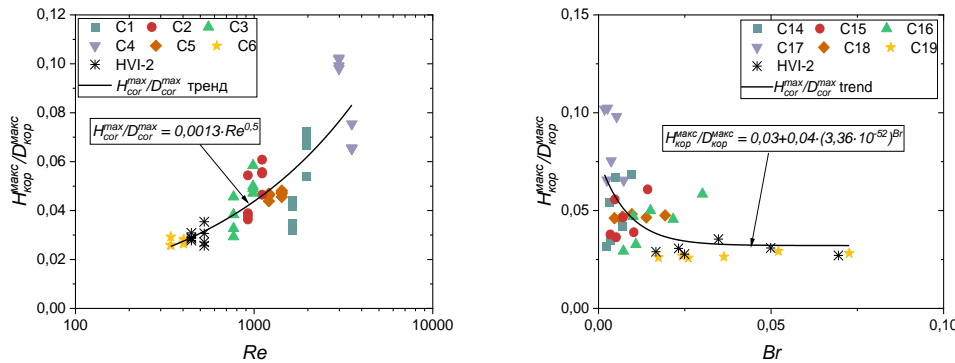 C1 C2 C3
C4 C5 C6
HVI-2
H_cor^max/D_cor^max тренд
H_cor^max/D_cor^max = 0,0013·Re^0,5
0,12
0,10
0,08
0,06
0,04
0,02
0,00
H_кор^макс/D_кор^макс
100 1000 10000
Re
C14 C15 C16
C17 C18 C19
HVI-2
H_cor^max/D_cor^max trend
H_кор^макс/D_кор^макс = 0,03+0,04·(3,36·10^-52)^Br
0,15
0,10
0,05
0,00
H_кор^макс/D_кор^макс
0,00 0,05 0,10
Br